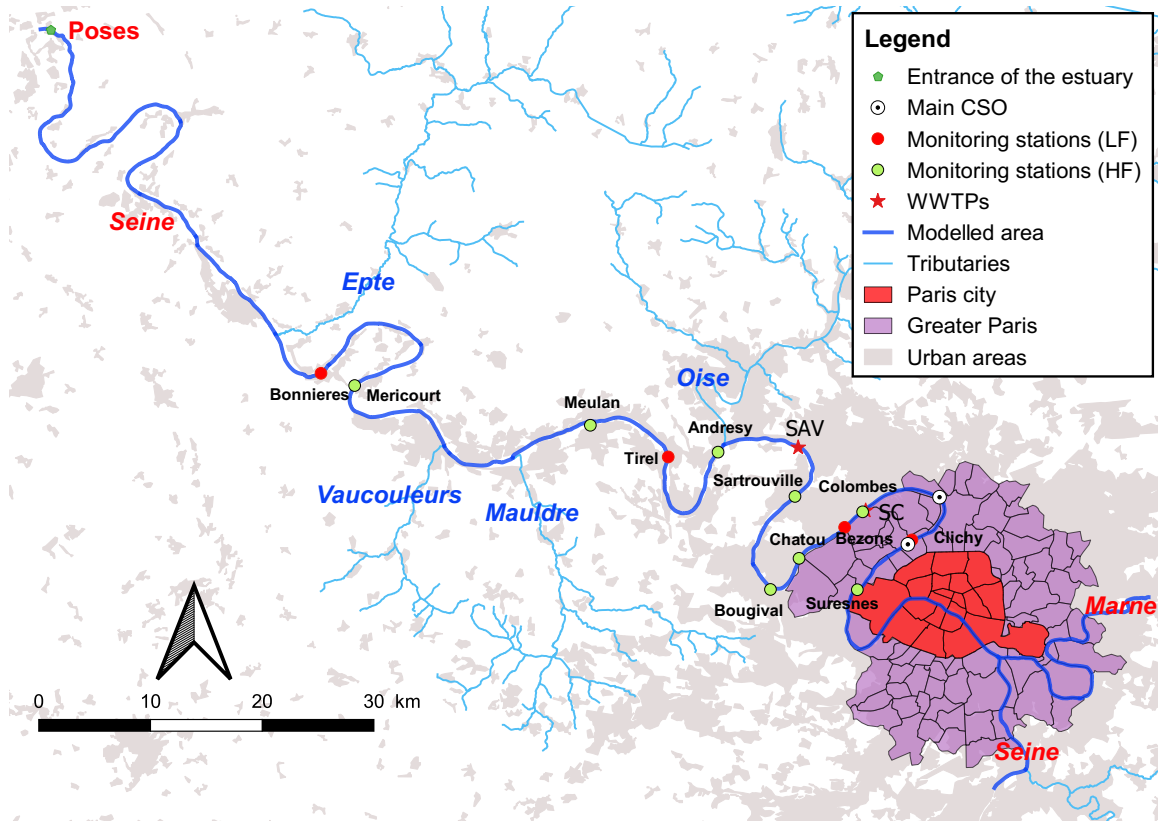 Poses
Legend
Entrance of the estuary
Main CSO
Monitoring stations (LF)
Monitoring stations (HF)
WWTPs
Modelled area
Tributaries
Paris city
Greater Paris
Urban areas
Seine
Epte
Bonnieres
Mericourt
Oise
Meulan
Andresy
SAV
Tirel
Sartrouville
Colombes
Vaucouleurs
Mauldre
SC
Chatou
Bezons
Clichy
Bougival
Suresnes
Marne
0 10 20 30 km
Seine